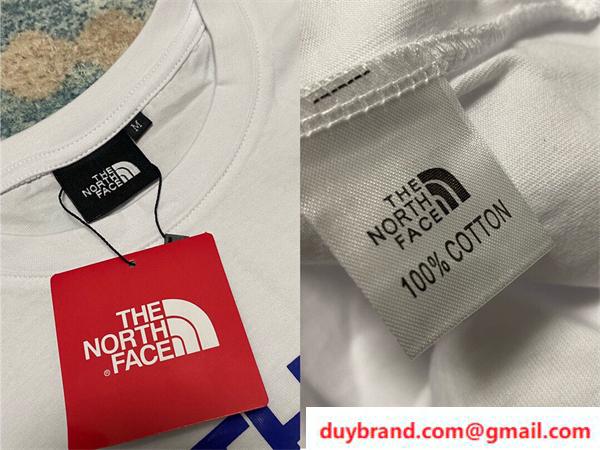 M
THE
NORTH
FACE
THE
NORTH
FACE
®
THE
NORTH
FACE
100% COTTON
duybrand.com@gmail.com